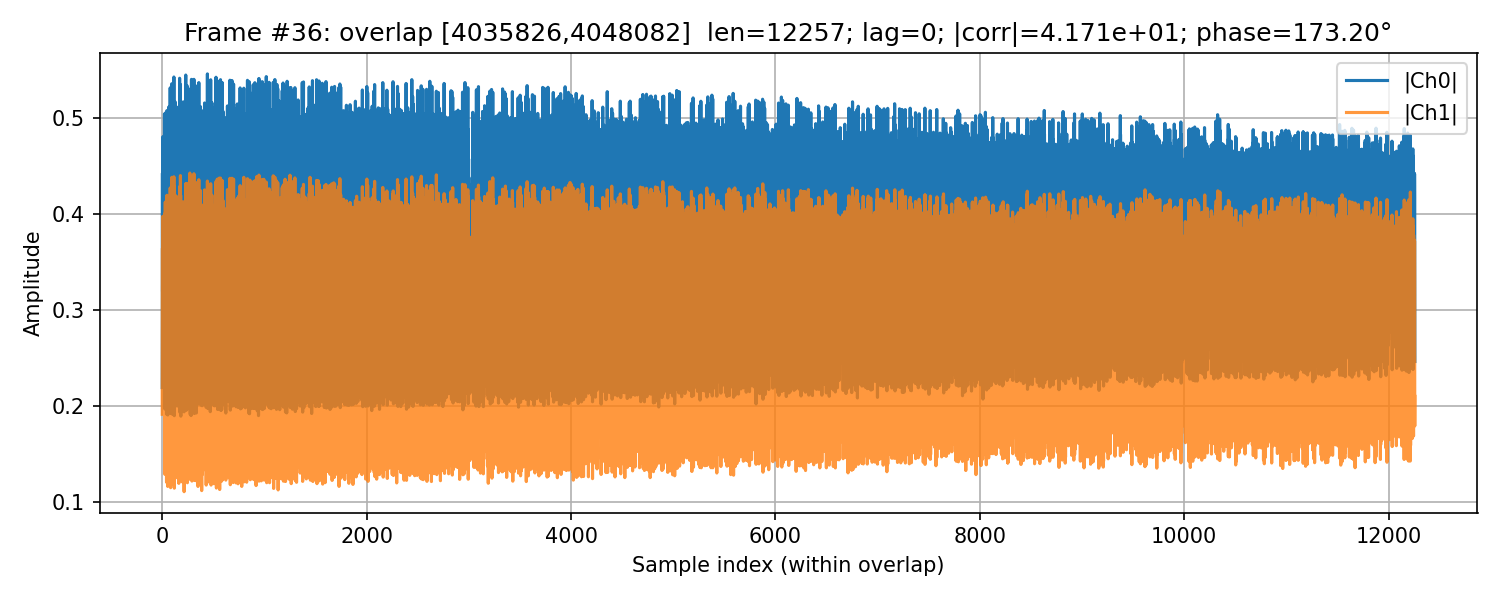 Frame #36: overlap [4035826,4048082]  len=12257; lag=0; |corr|=4.171e+01; phase=173.20°
|Ch0|
|Ch1|
0.5
0.4
0.3
0.2
0.1
Amplitude
0 2000 4000 6000 8000 10000 12000
Sample index (within overlap)